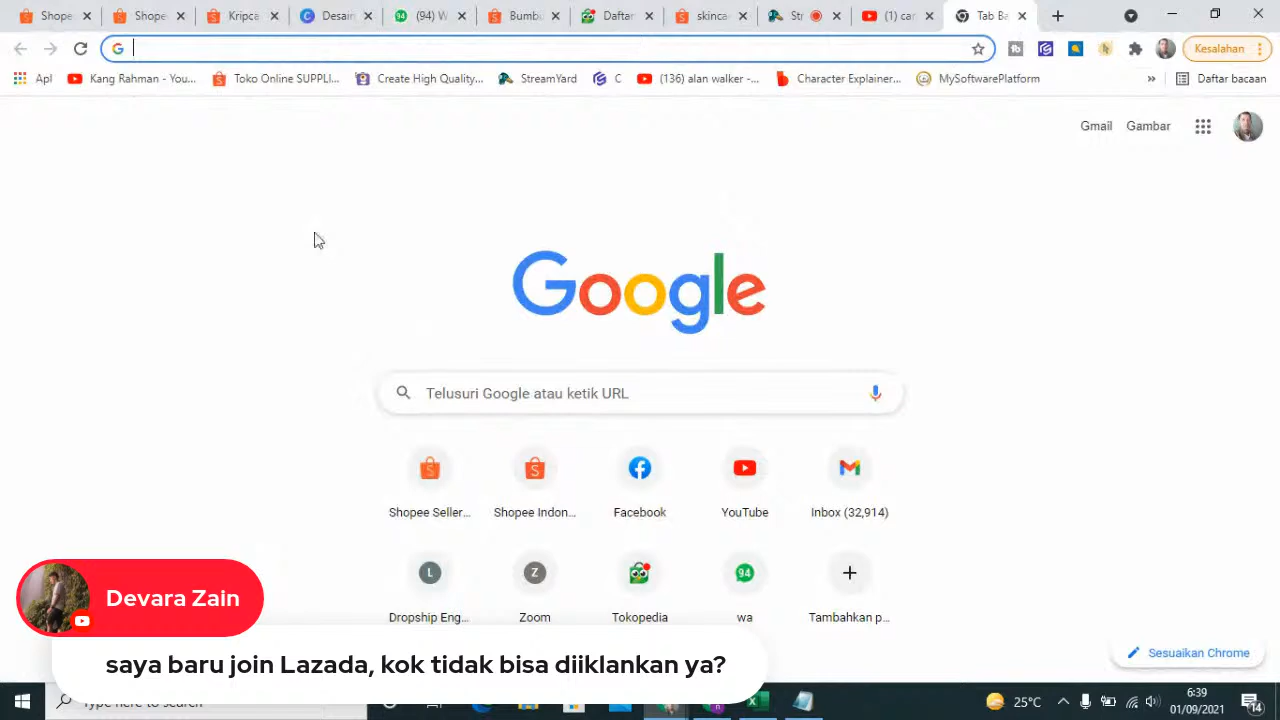 Shope
Shope
Kripca
Desain
(94) W
Bumbu
Daftar
skinca
Str
(1) car
Tab Ba
Kesalahan
Apl
Kang Rahman - You...
Toko Online SUPPLI...
Create High Quality...
StreamYard
C
(136) alan walker -...
Character Explainer...
MySoftwarePlatform
»
Daftar bacaan
Gmail
Gambar
Google
Telusuri Google atau ketik URL
Shopee Seller...
Shopee Indon...
Facebook
YouTube
Inbox (32,914)
L
Z
94
Dropship Eng...
Zoom
Tokopedia
wa
Tambahkan p...
Devara Zain
saya baru join Lazada, kok tidak bisa diiklankan ya?
Sesuaikan Chrome
Type here to search
25°C
6:39
01/09/2021
14